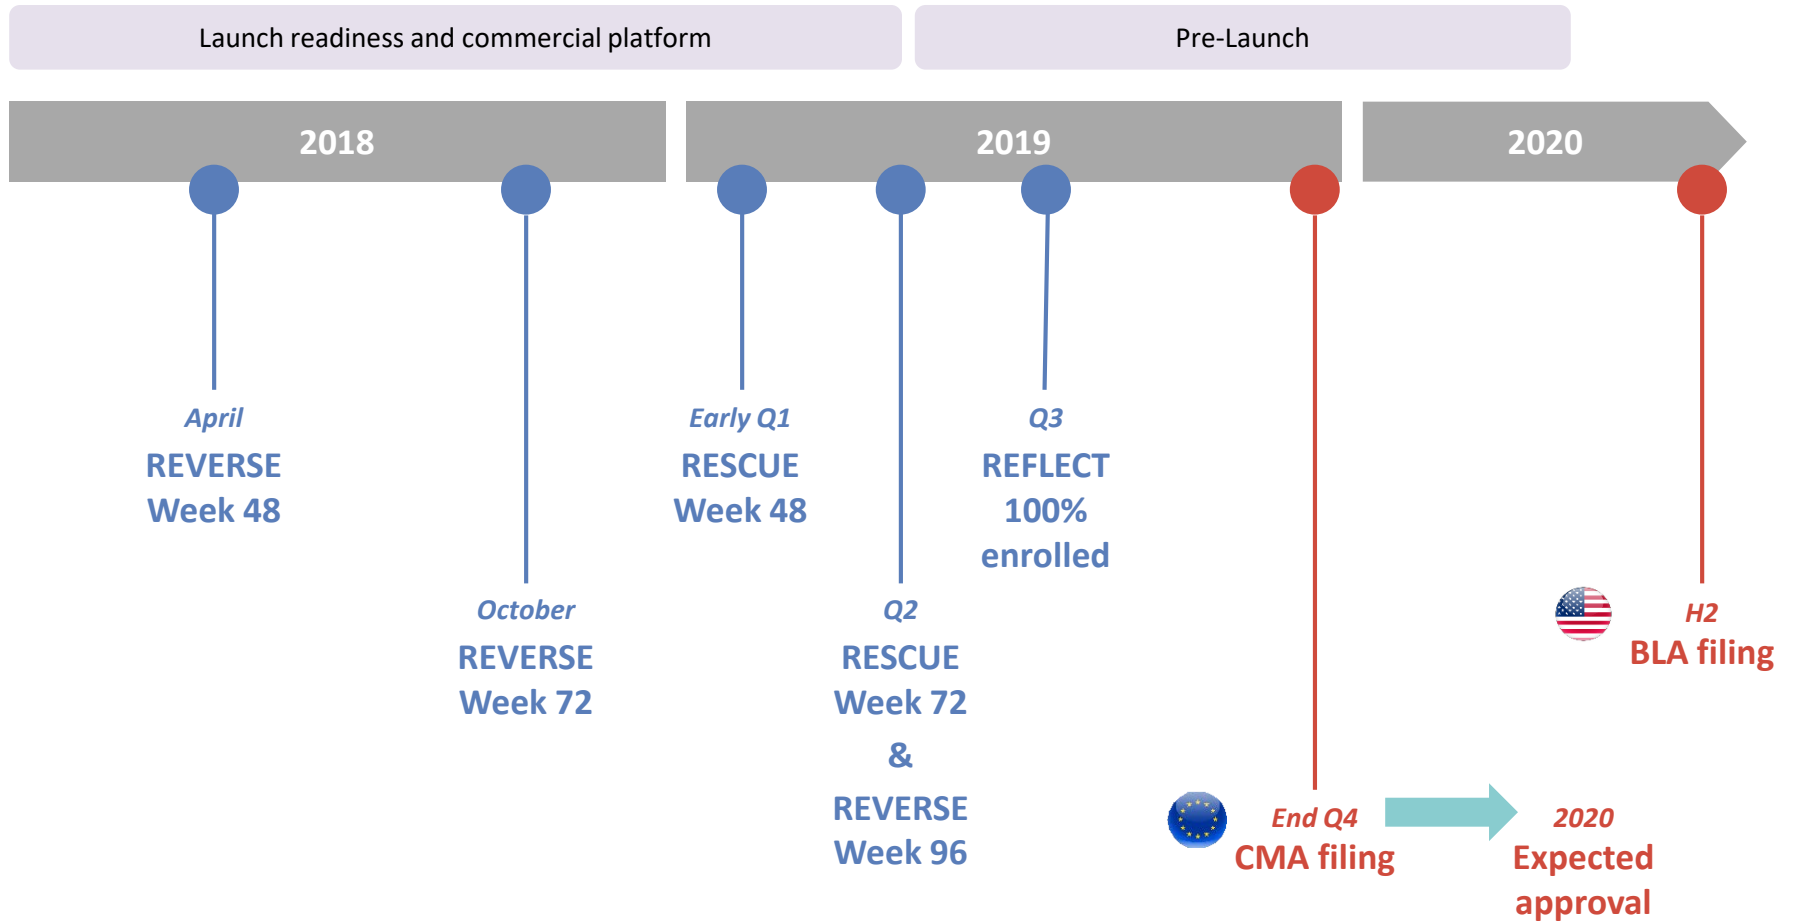 Launch readiness and commercial platform
Pre-Launch
2018
2019
2020
April
REVERSE
Week 48
October
REVERSE
Week 72
Early Q1
RESCUE
Week 48
Q2
RESCUE
Week 72
&
REVERSE
Week 96
Q3
REFLECT
100%
enrolled
End Q4
CMA filing
2020
Expected
approval
H2
BLA filing